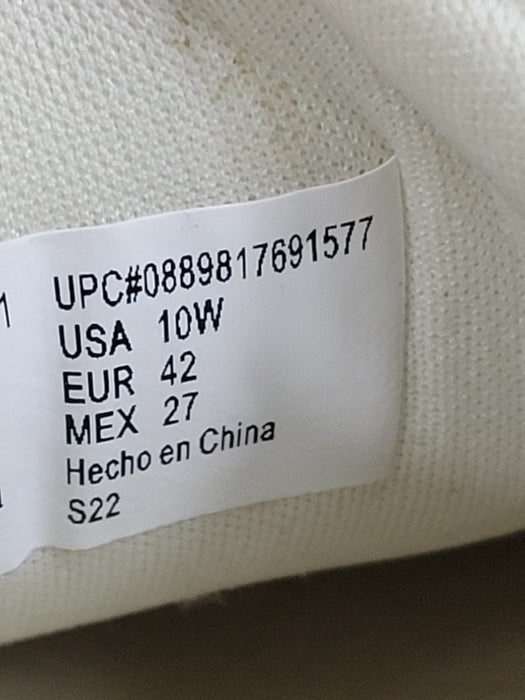 UPC#0889817691577
USA 10W
EUR 42
MEX 27
Hecho en China
S22